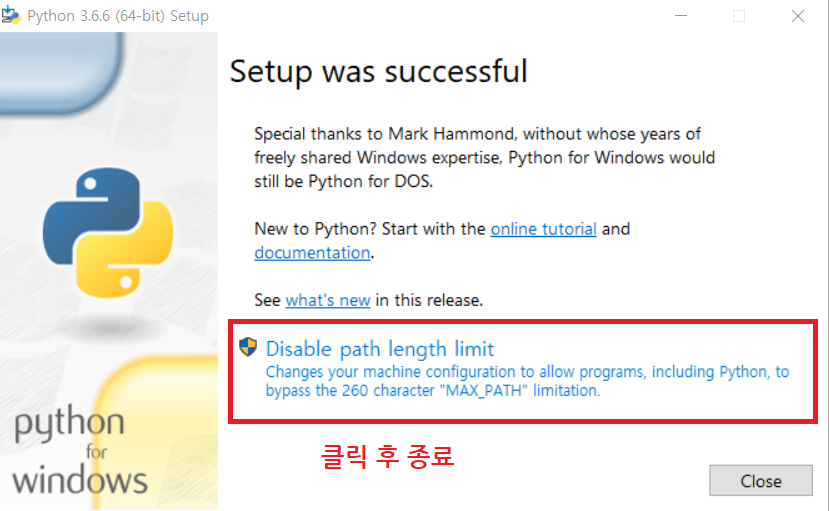 Python 3.6.6 (64-bit) Setup
Setup was successful
Special thanks to Mark Hammond, without whose years of
freely shared Windows expertise, Python for Windows would
still be Python for DOS.
New to Python? Start with the online tutorial and
documentation.
See what's new in this release.
Disable path length limit
Changes your machine configuration to allow programs, including Python, to
bypass the 260 character "MAX_PATH" limitation.
클릭 후 종료
python
for
windows
Close